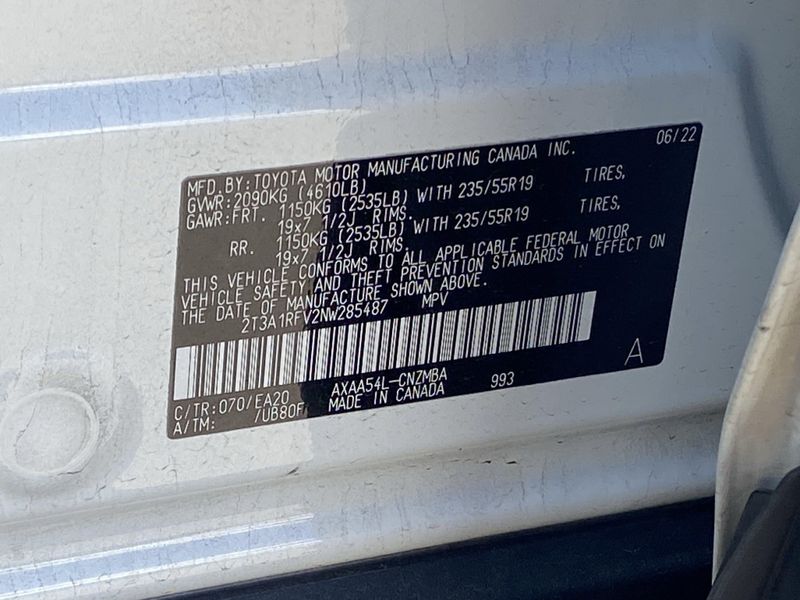 06/22
MFD. BY: TOYOTA MOTOR MANUFACTURING CANADA INC.
GVWR: 2090KG (4610LB)
GAWR: FRT. 1150KG (2535LB) WITH 235/55R19 TIRES,
19x7 1/2J RIMS.
RR. 1150KG (2535LB) WITH 235/55R19 TIRES,
19x7 1/2J RIMS.
THIS VEHICLE CONFORMS TO ALL APPLICABLE FEDERAL MOTOR
VEHICLE SAFETY AND THEFT PREVENTION STANDARDS IN EFFECT ON
THE DATE OF MANUFACTURE SHOWN ABOVE.
2T3A1RFV2NW285487 MPV
C/TR: 070/EA20 AXAA54L-CNZMBA 993 A
A/TM: /UB80F MADE IN CANADA